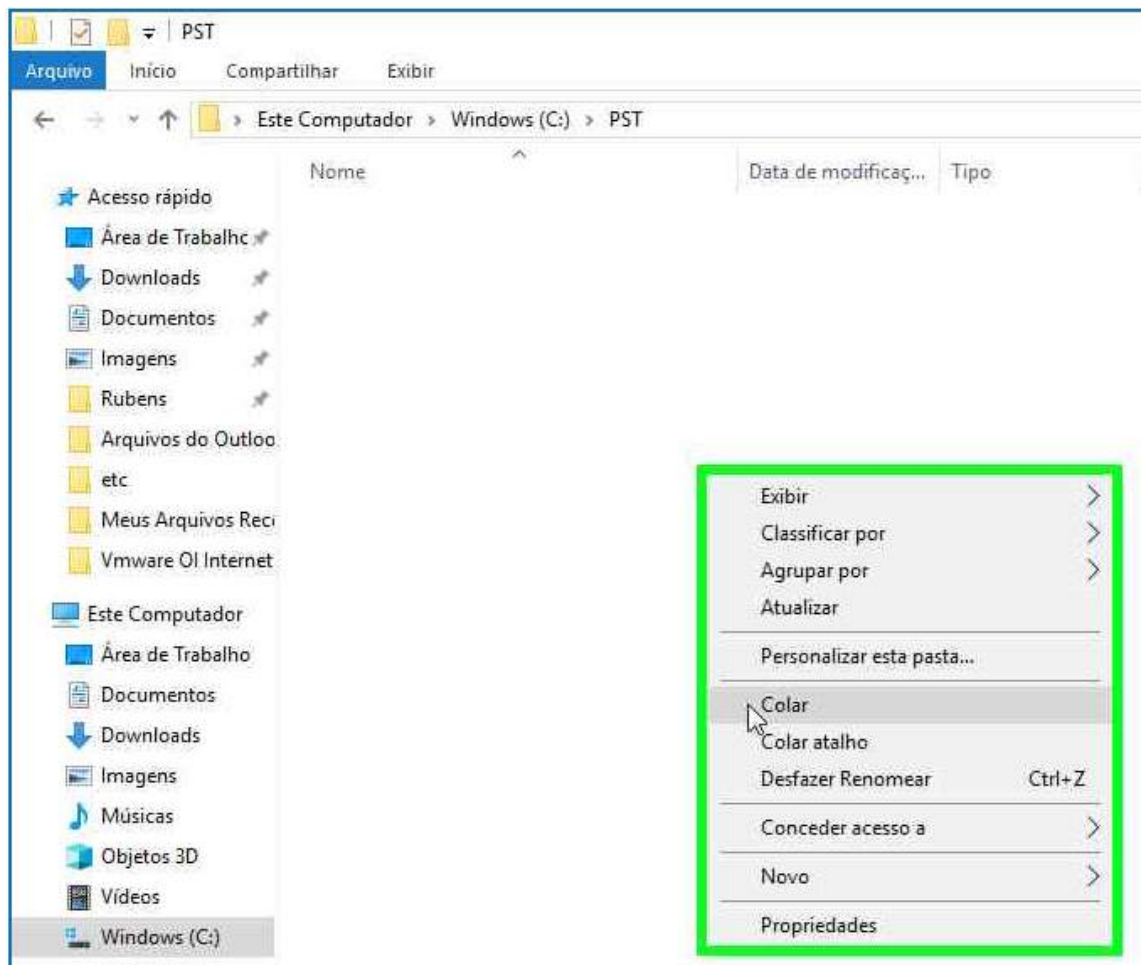 PST
Arquivo Início Compartilhar Exibir
Este Computador > Windows (C:) > PST
Nome Data de modificaç... Tipo
Acesso rápido
Área de Trabalhc
Downloads
Documentos
Imagens
Rubens
Arquivos do Outloo
etc
Meus Arquivos Rec
Vmware OI Internet
Este Computador
Área de Trabalho
Documentos
Downloads
Imagens
Músicas
Objetos 3D
Vídeos
Windows (C:)
Exibir
Classificar por
Agrupar por
Atualizar
Personalizar esta pasta...
Colar
Colar atalho
Desfazer Renomear Ctrl+Z
Conceder acesso a
Novo
Propriedades